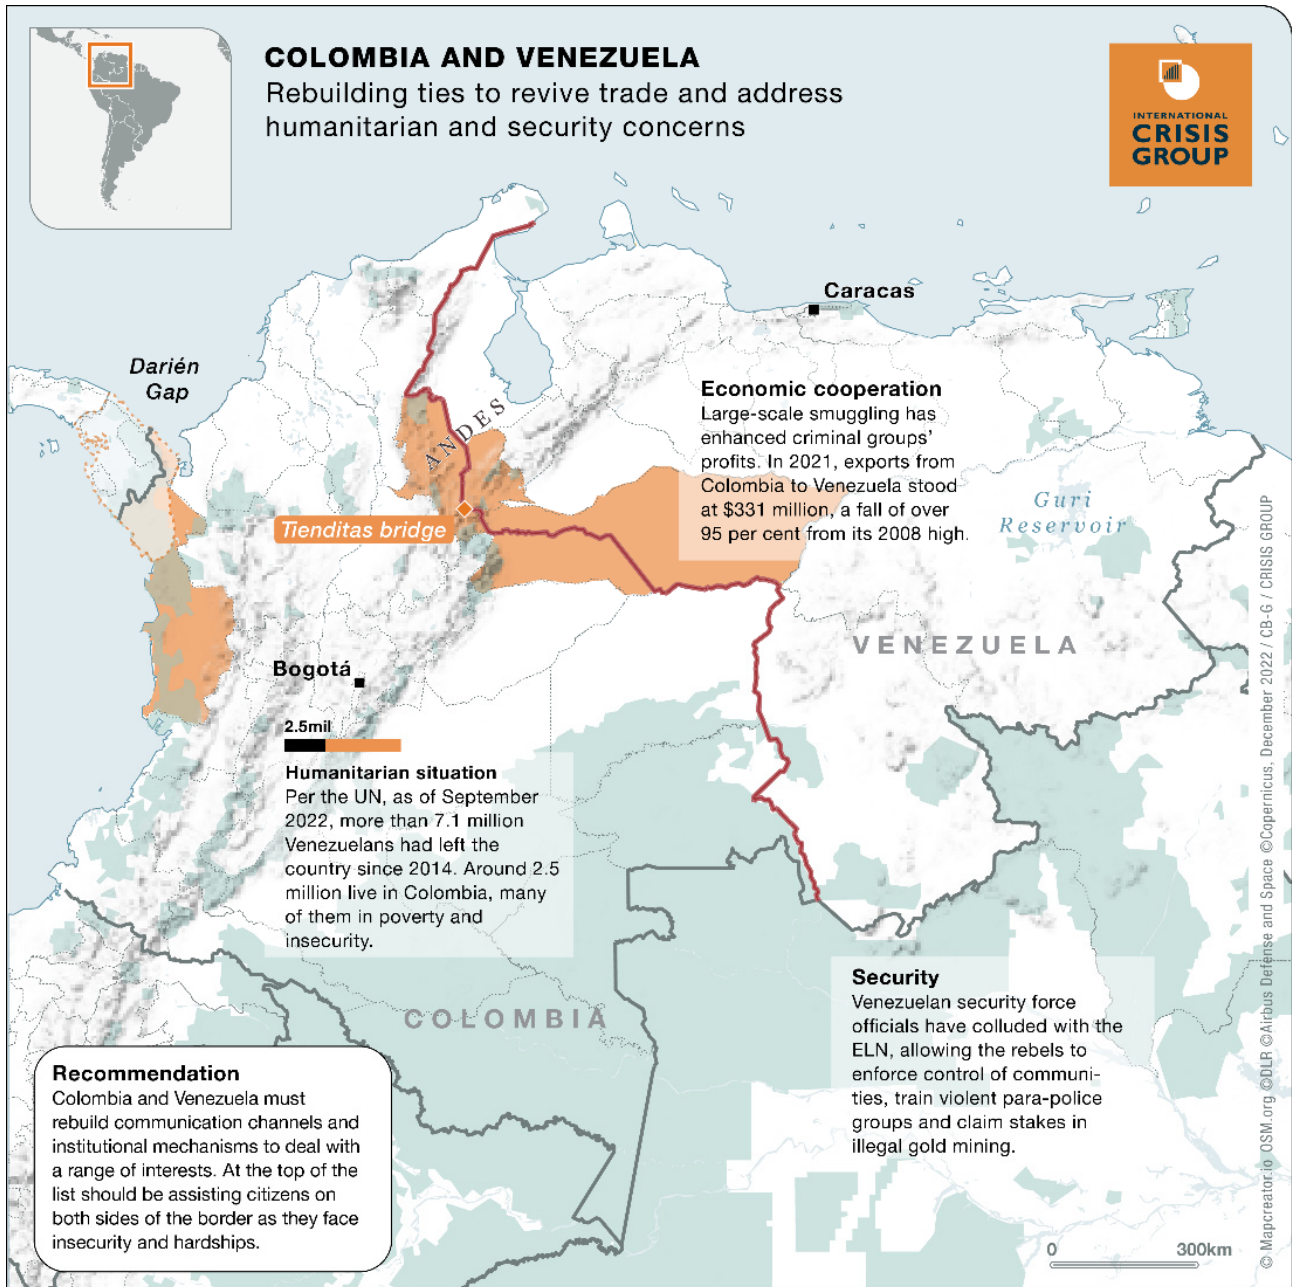 COLOMBIA AND VENEZUELA
Rebuilding ties to revive trade and address
humanitarian and security concerns
INTERNATIONAL
CRISIS
GROUP
Caracas
Darién
Gap
ANDES
Economic cooperation
Large-scale smuggling has
enhanced criminal groups'
profits. In 2021, exports from
Colombia to Venezuela stood
at $331 million, a fall of over
95 per cent from its 2008 high.
Guri
Reservoir
Tienditas bridge
VENEZUELA
Bogotá
2.5mil
Humanitarian situation
Per the UN, as of September
2022, more than 7.1 million
Venezuelans had left the
country since 2014. Around 2.5
million live in Colombia, many
of them in poverty and
insecurity.
COLOMBIA
Security
Venezuelan security force
officials have colluded with the
ELN, allowing the rebels to
enforce control of communi-
ties, train violent para-police
groups and claim stakes in
illegal gold mining.
Recommendation
Colombia and Venezuela must
rebuild communication channels and
institutional mechanisms to deal with
a range of interests. At the top of the
list should be assisting citizens on
both sides of the border as they face
insecurity and hardships.
0 300km
© Mapcreator.io OSM.org ©DLR ©Airbus Defense and Space ©Copernicus, December 2022 / CB-G / CRISIS GROUP